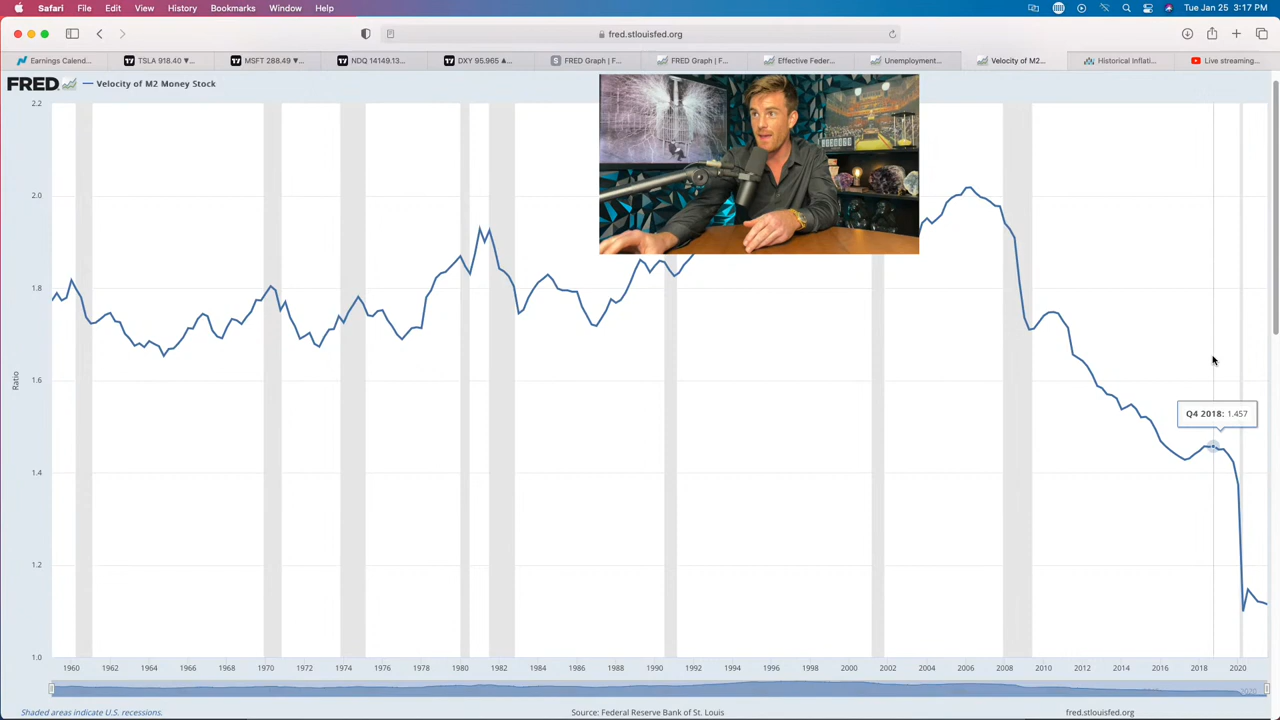 Safari File Edit View History Bookmarks Window Help Tue Jan 25 3:17 PM
fred.stlouisfed.org
Earnings Calend... TSLA 918.40 ▼... MSFT 288.49 ▼... NDQ 14149.13... DXY 95.965 ▲... FRED Graph | F... FRED Graph | F... Effective Feder... Unemployment... Velocity of M2... Historical Inflati... Live streaming...
FRED Velocity of M2 Money Stock
2.2
2.0
1.8
1.6
1.4
1.2
1.0
Ratio
Q4 2018: 1.457
1960 1962 1964 1966 1968 1970 1972 1974 1976 1978 1980 1982 1984 1986 1988 1990 1992 1994 1996 1998 2000 2002 2004 2006 2008 2010 2012 2014 2016 2018 2020
2020
Shaded areas indicate U.S. recessions. Source: Federal Reserve Bank of St. Louis fred.stlouisfed.org